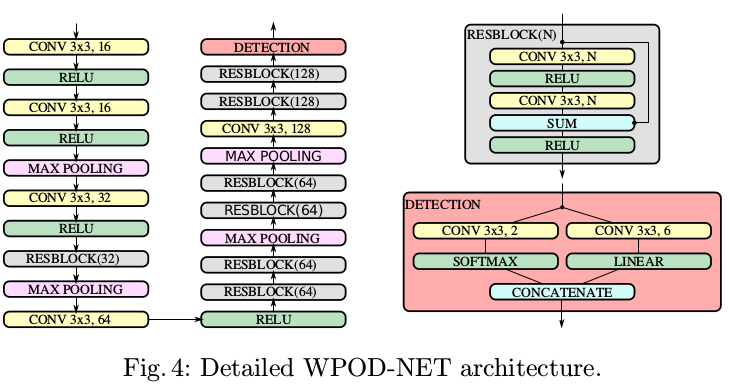 CONV 3x3, 16
RELU
CONV 3x3, 16
RELU
MAX POOLING
CONV 3x3, 32
RELU
RESBLOCK(32)
MAX POOLING
CONV 3x3, 64
DETECTION
RESBLOCK(128)
RESBLOCK(128)
CONV 3x3, 128
MAX POOLING
RESBLOCK(64)
RESBLOCK(64)
MAX POOLING
RESBLOCK(64)
RESBLOCK(64)
RELU
RESBLOCK(N)
CONV 3x3, N
RELU
CONV 3x3, N
SUM
RELU
DETECTION
CONV 3x3, 2
CONV 3x3, 6
SOFTMAX
LINEAR
CONCATENATE
Fig. 4: Detailed WPOD-NET architecture.